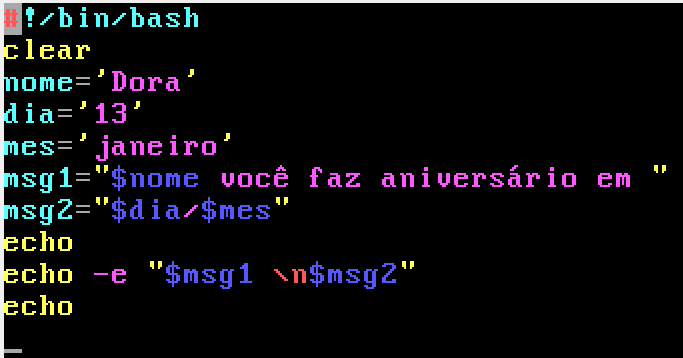 #!/bin/bash
clear
nome='Dora'
dia='13'
mes='janeiro'
msg1="$nome você faz aniversário em "
msg2="$dia/$mes"
echo
echo -e "$msg1 \n$msg2"
echo